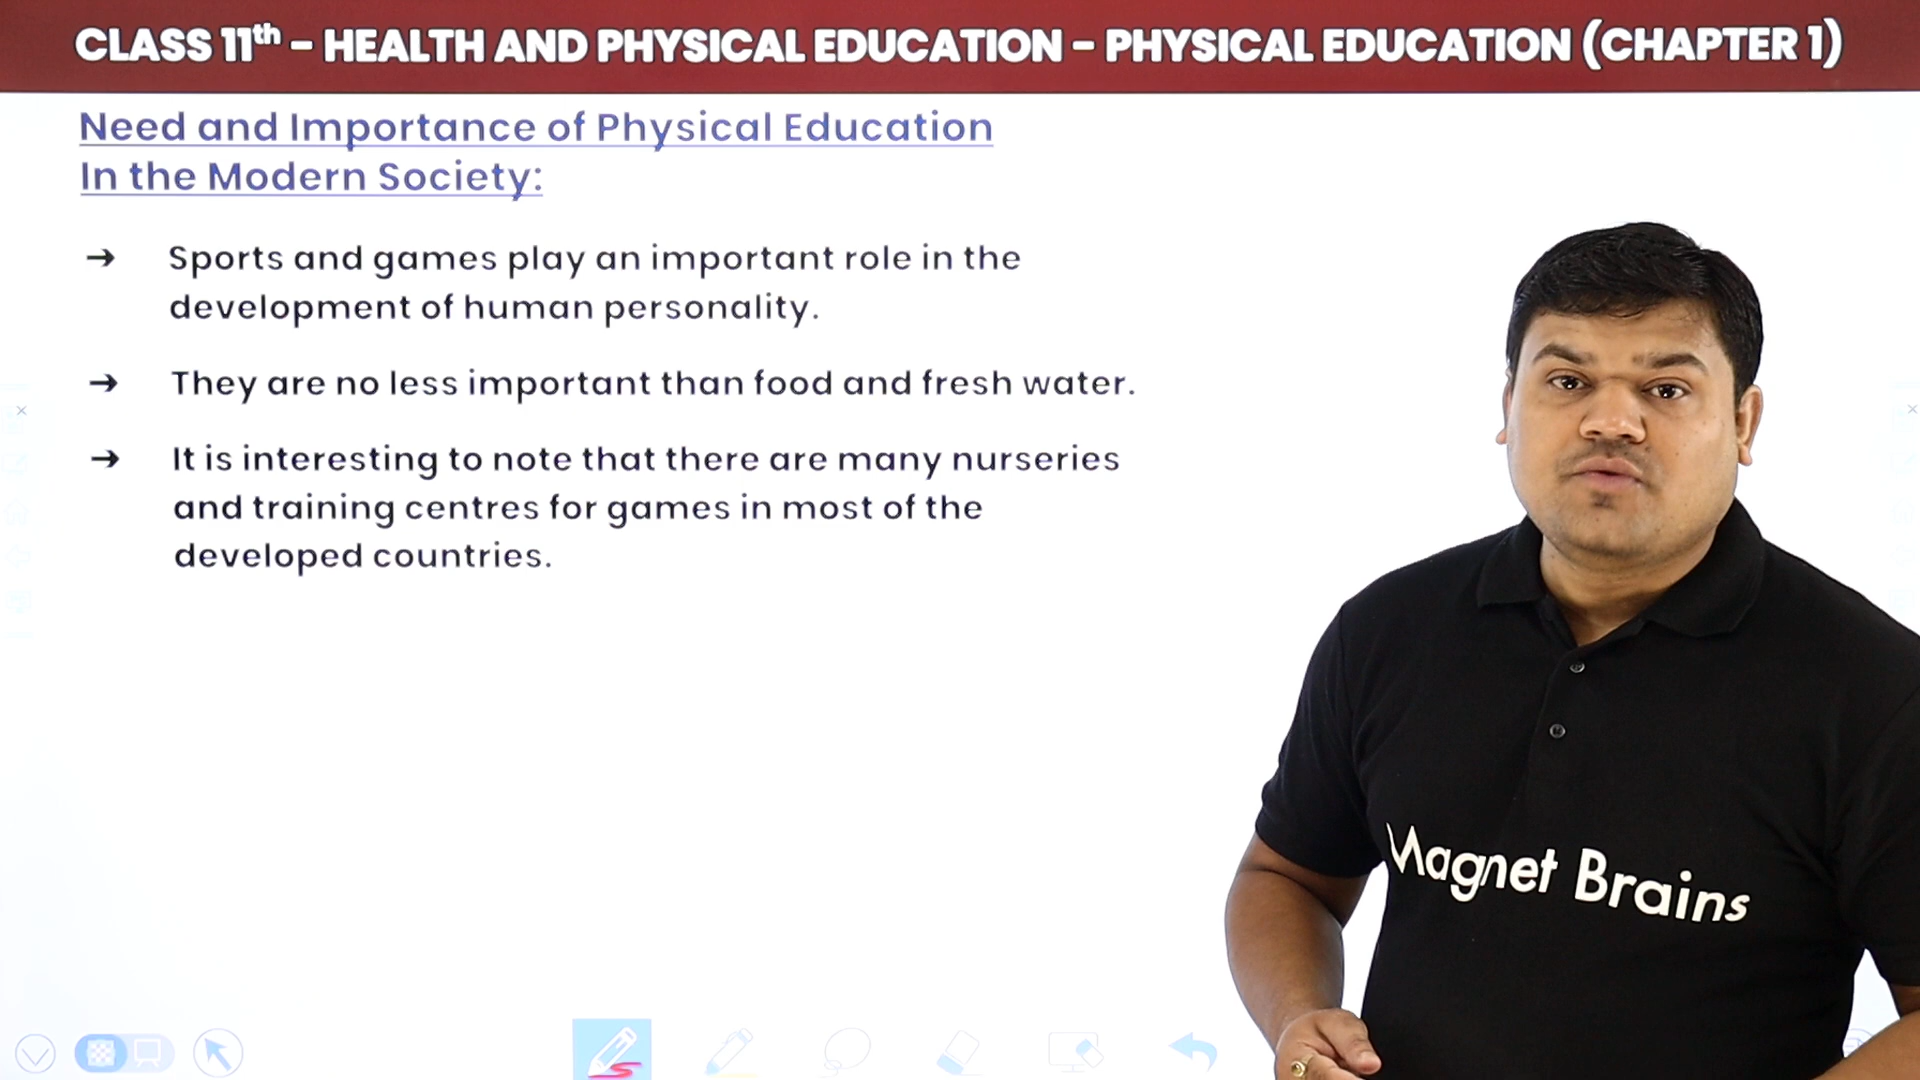 CLASS 11th – HEALTH AND PHYSICAL EDUCATION – PHYSICAL EDUCATION (CHAPTER 1)
Need and Importance of Physical Education
In the Modern Society:
➔ Sports and games play an important role in the
development of human personality.
➔ They are no less important than food and fresh water.
➔ It is interesting to note that there are many nurseries
and training centres for games in most of the
developed countries.
Magnet Brains